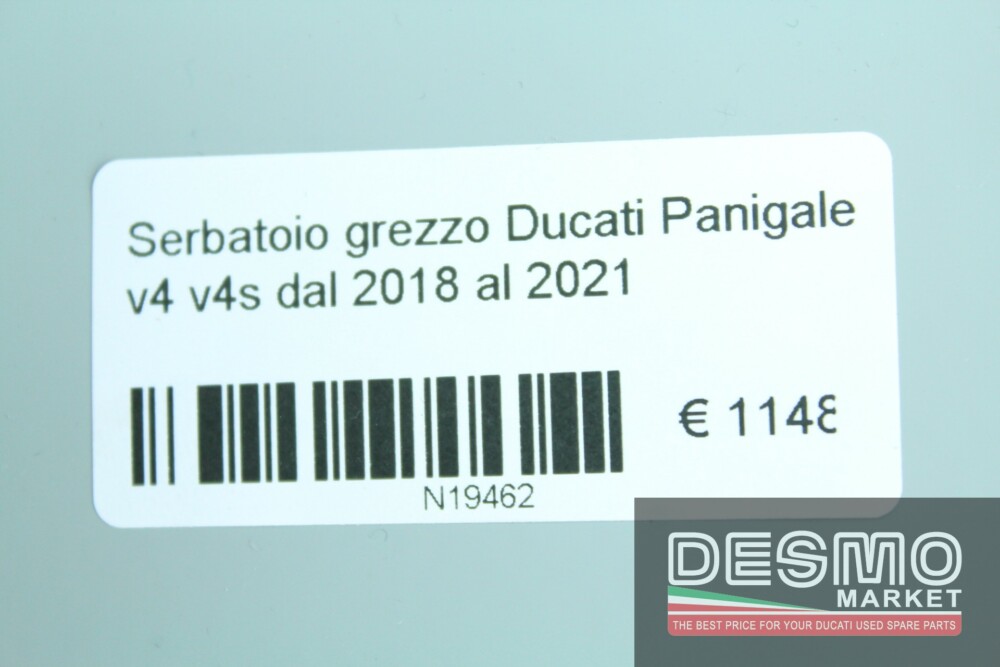 Serbatoio grezzo Ducati Panigale
v4 v4s dal 2018 al 2021
€ 1148
N19462
DESMO
MARKET
THE BEST PRICE FOR YOUR DUCATI USED SPARE PARTS